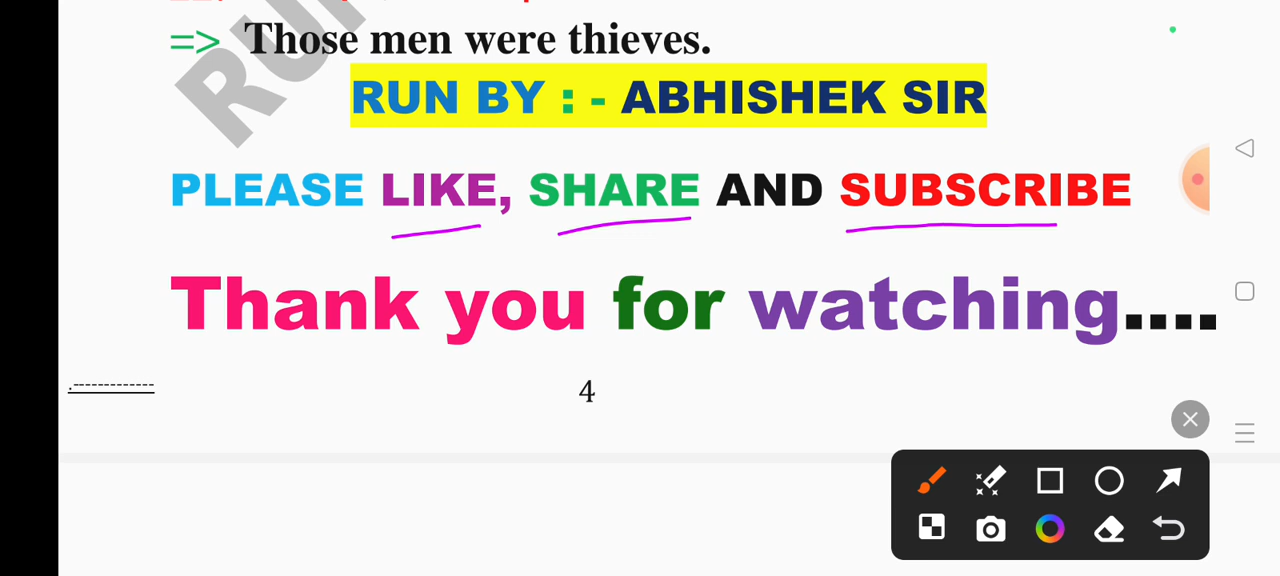 => Those men were thieves.
RUN BY : - ABHISHEK SIR
PLEASE LIKE, SHARE AND SUBSCRIBE
Thank you for watching....
.-------------
4